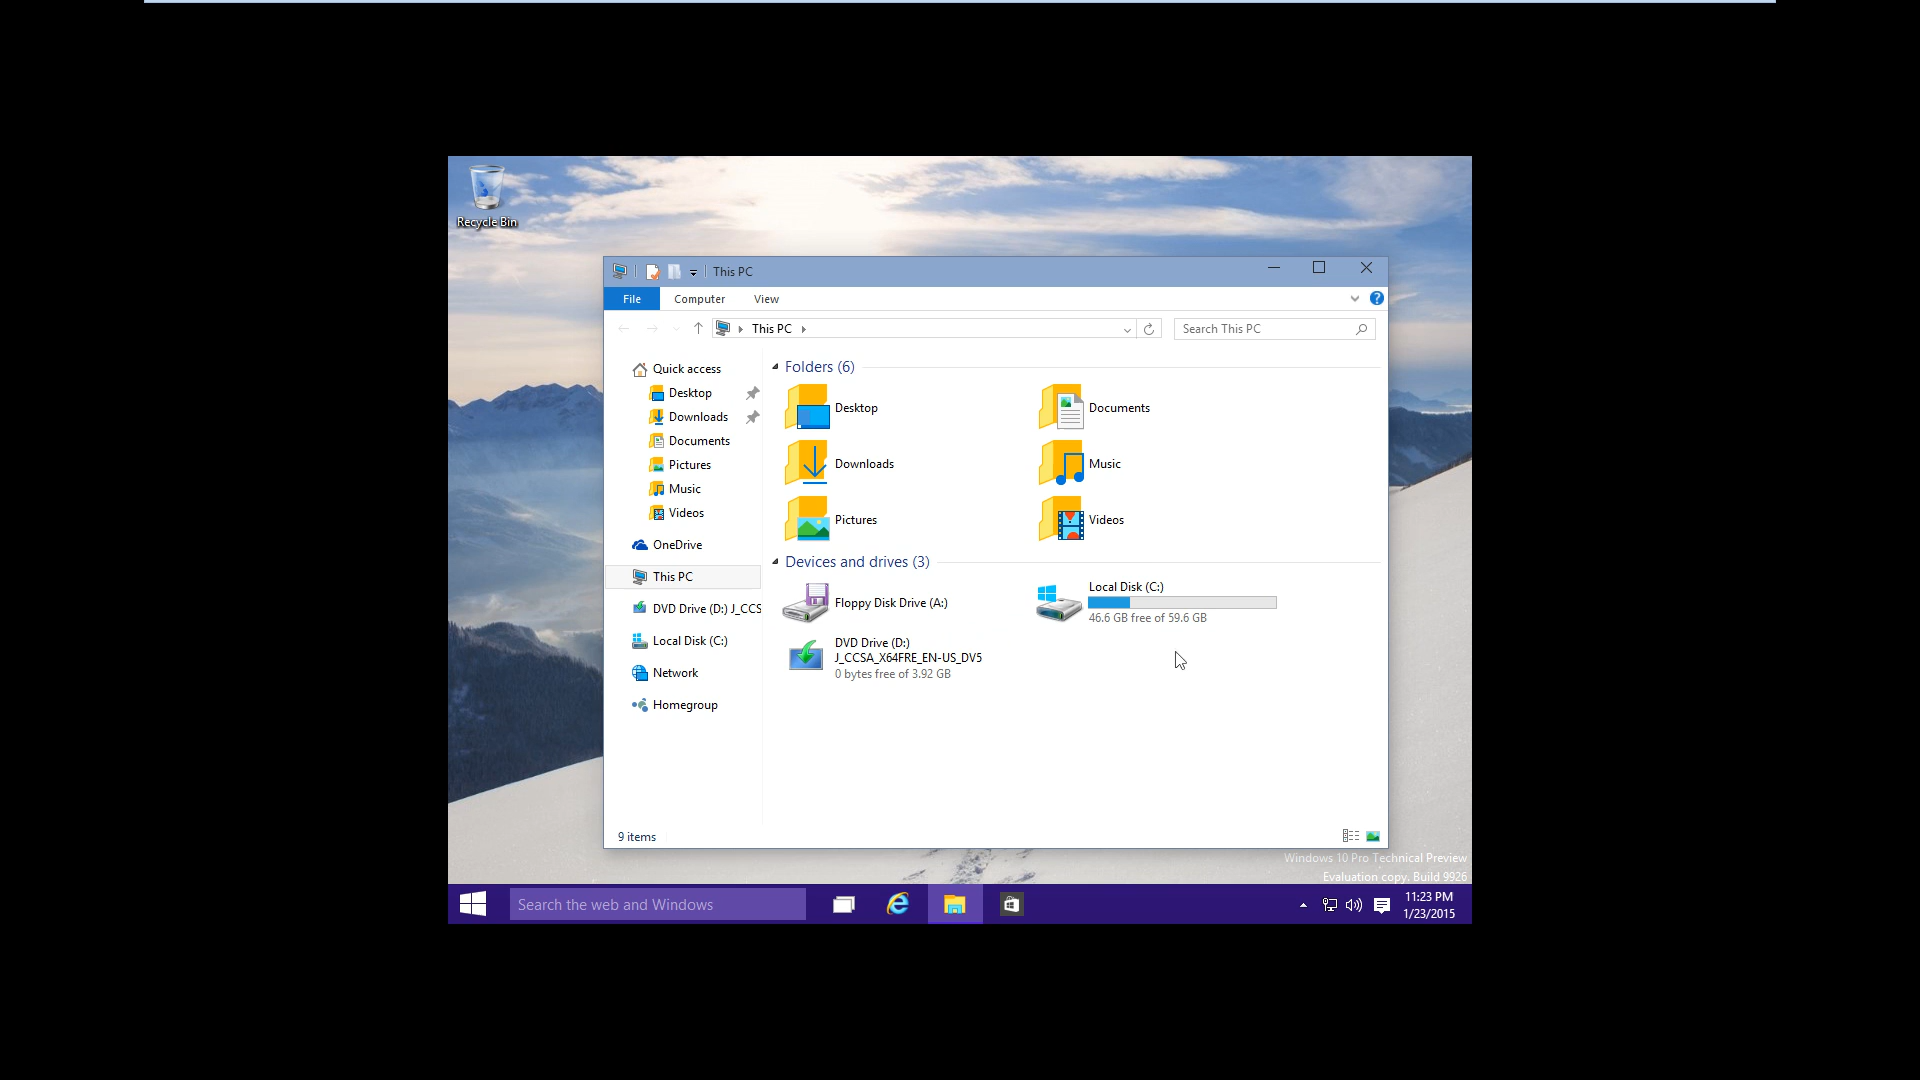 Recycle Bin
This PC
File Computer View
This PC
Search This PC
Quick access
Desktop
Downloads
Documents
Pictures
Music
Videos
OneDrive
This PC
DVD Drive (D:) J_CCS
Local Disk (C:)
Network
Homegroup
Folders (6)
Desktop
Documents
Downloads
Music
Pictures
Videos
Devices and drives (3)
Floppy Disk Drive (A:)
Local Disk (C:)
46.6 GB free of 59.6 GB
DVD Drive (D:)
J_CCSA_X64FRE_EN-US_DV5
0 bytes free of 3.92 GB
9 items
Windows 10 Pro Technical Preview
Evaluation copy. Build 9926
Search the web and Windows
11:23 PM
1/23/2015